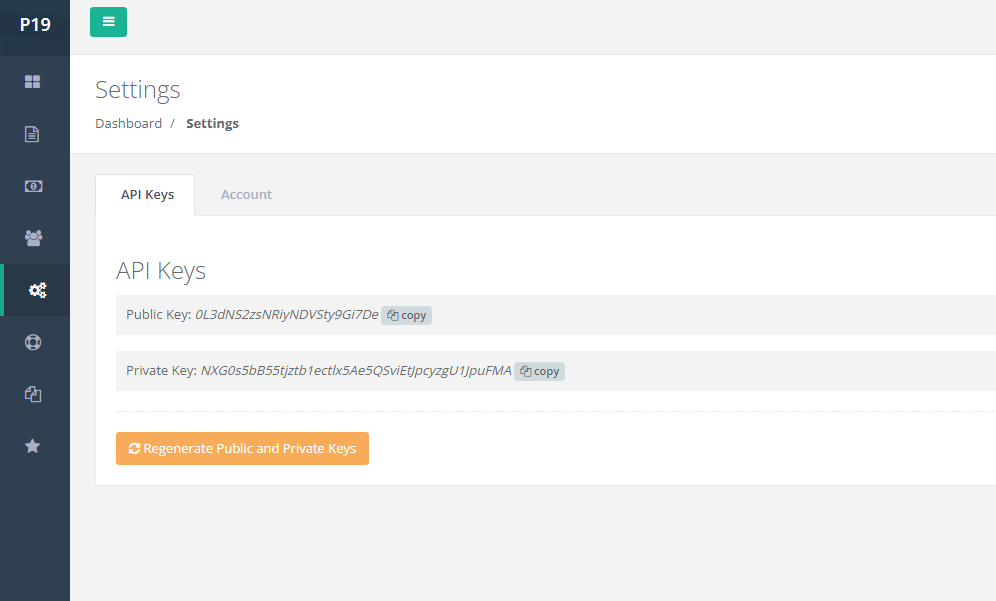 P19
Settings
Dashboard / Settings
API Keys Account
API Keys
Public Key: 0L3dNS2zsNRiyNDVSty9Gi7De copy
Private Key: NXG0s5bB55tjztb1ectlx5Ae5QSviEtJpcyzgU1JpuFMA copy
Regenerate Public and Private Keys